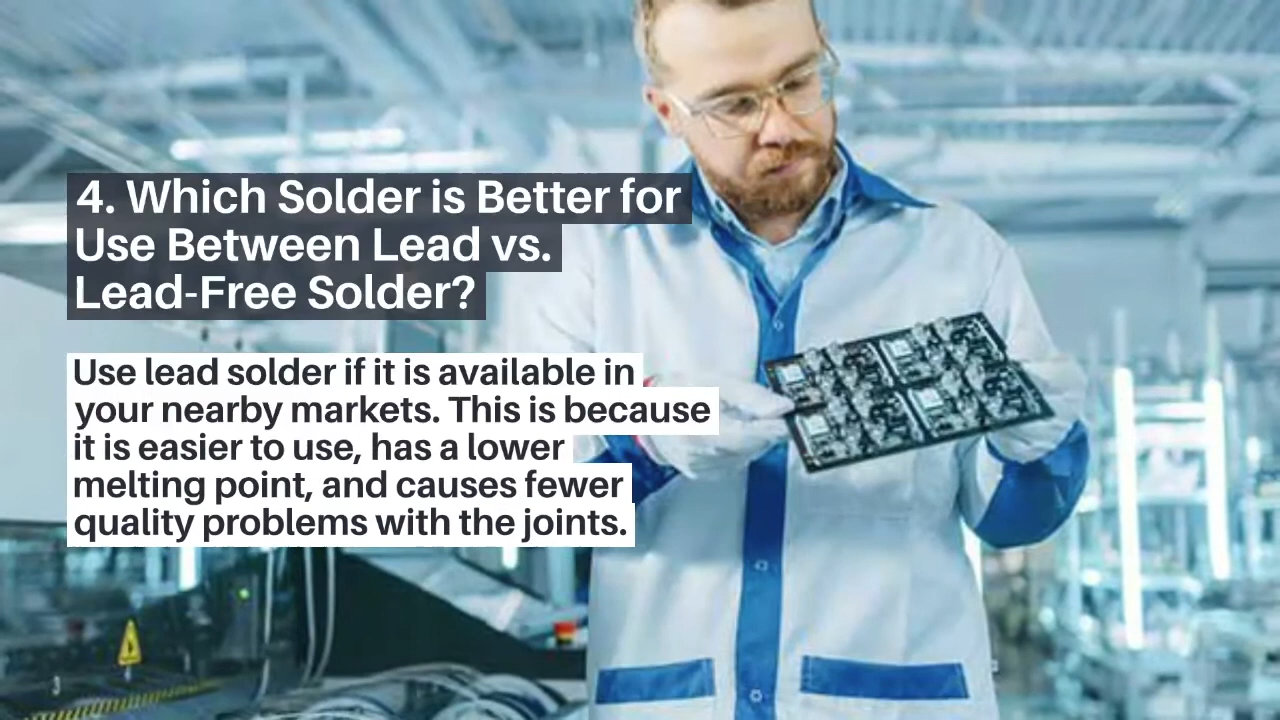 4. Which Solder is Better for
Use Between Lead vs.
Lead-Free Solder?
Use lead solder if it is available in
your nearby markets. This is because
it is easier to use, has a lower
melting point, and causes fewer
quality problems with the joints.